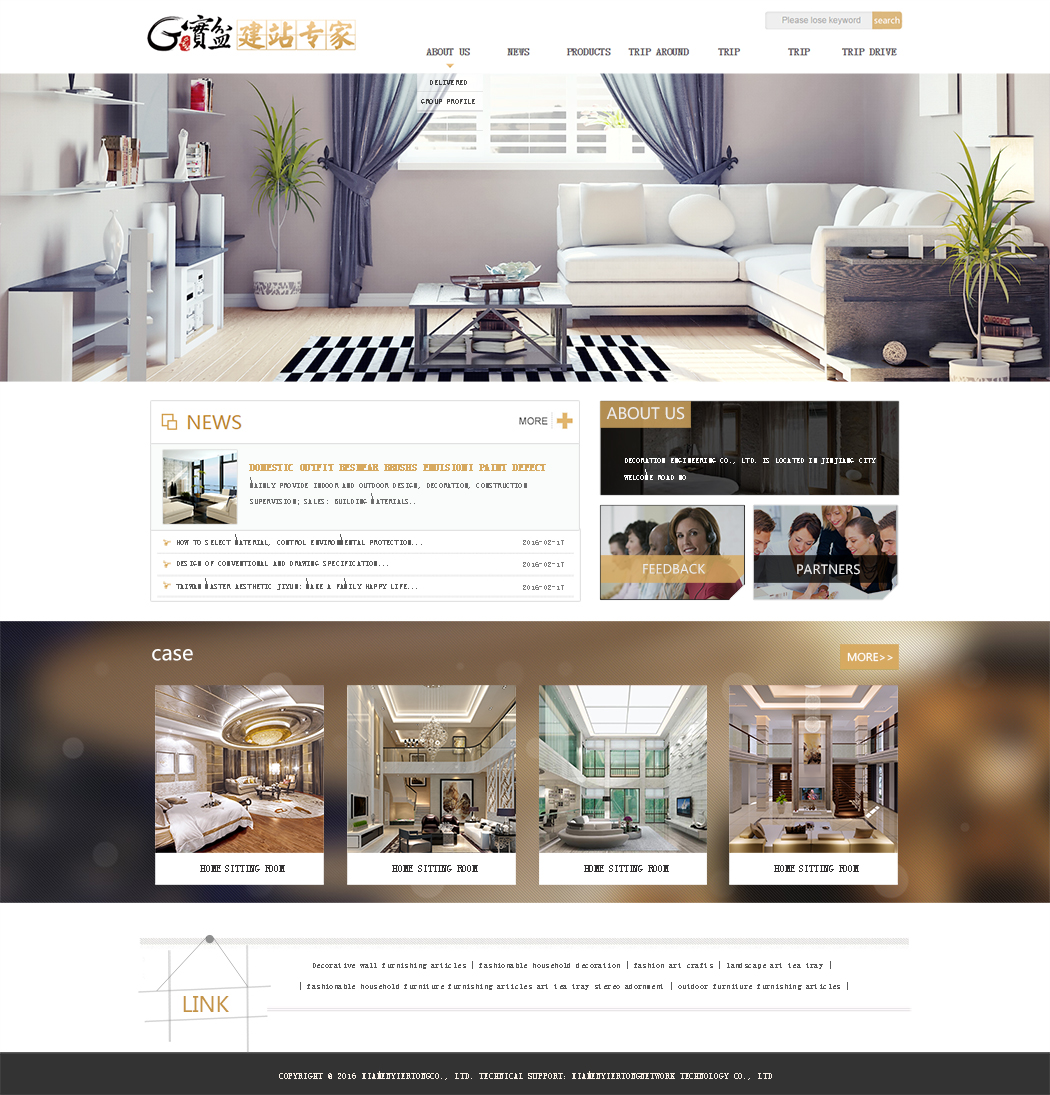 G寶盆 建站专家
Please lose keyword search
ABOUT US NEWS PRODUCTS TRIP AROUND TRIP TRIP TRIP DRIVE
DELIVERED
GROUP PROFILE
NEWS
MORE
DOMESTIC OUTFIT BESMEAR BRUSHS EMULSIONI PAINT DEFECT
MAINLY PROVIDE INDOOR AND OUTDOOR DESIGN, DECORATION, CONSTRUCTION
SUPERVISION; SALES: BUILDING MATERIALS..
HOW TO SELECT MATERIAL, CONTROL ENVIRONMENTAL PROTECTION... 2016-02-17
DESIGN OF CONVENTIONAL AND DRAWING SPECIFICATION... 2016-02-17
TAIWAN MASTER AESTHETIC JIYUN: MAKE A FAMILY HAPPY LIFE... 2016-02-17
ABOUT US
DECORATION ENGINEERING CO., LTD. IS LOCATED IN JINJIANG CITY
WELCOME ROAD NO
FEEDBACK
PARTNERS
case
MORE>>
HOME SITTING ROOM
HOME SITTING ROOM
HOME SITTING ROOM
HOME SITTING ROOM
LINK
Decorative wall furnishing articles | fashionable household decoration | fashion art crafts | landscape art tea tray |
| fashionable household furniture furnishing articles art tea tray stereo adornment | outdoor furniture furnishing articles |
COPYRIGHT @ 2016 XIAMENYIERTONGCO., LTD. TECHNICAL SUPPORT: XIAMENYIERTONGNETWORK TECHNOLOGY CO., LTD